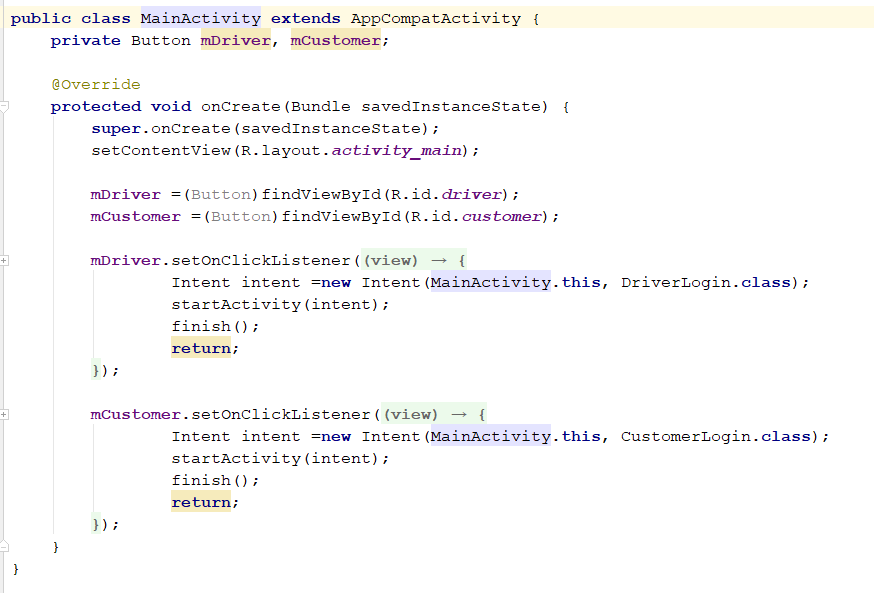 public class MainActivity extends AppCompatActivity {
    private Button mDriver, mCustomer;

    @Override
    protected void onCreate(Bundle savedInstanceState) {
        super.onCreate(savedInstanceState);
        setContentView(R.layout.activity_main);

        mDriver =(Button)findViewById(R.id.driver);
        mCustomer =(Button)findViewById(R.id.customer);

        mDriver.setOnClickListener((view) → {
                Intent intent =new Intent(MainActivity.this, DriverLogin.class);
                startActivity(intent);
                finish();
                return;
        });

        mCustomer.setOnClickListener((view) → {
                Intent intent =new Intent(MainActivity.this, CustomerLogin.class);
                startActivity(intent);
                finish();
                return;
        });
    }
}